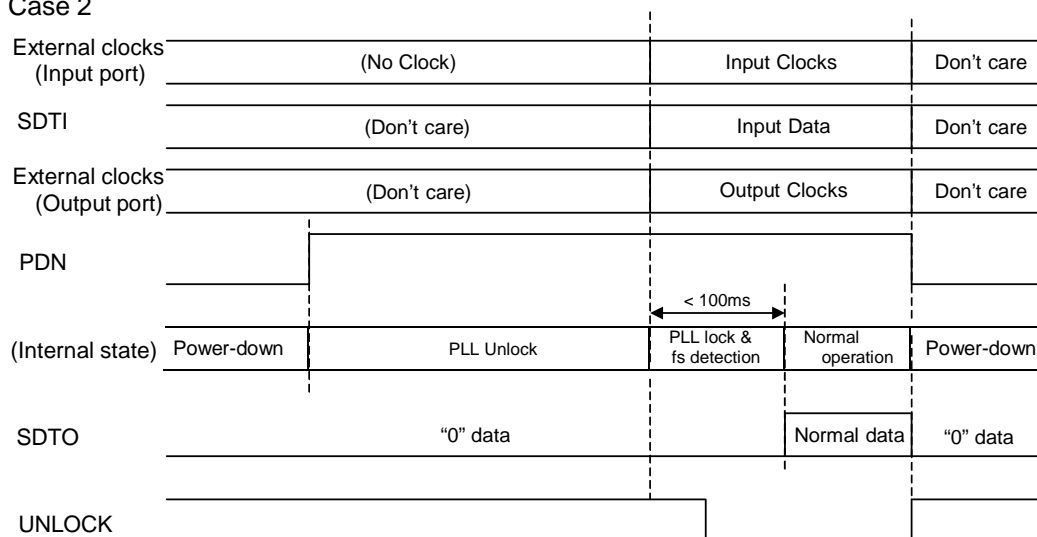 Case 2
External clocks
(Input port)
(No Clock)
Input Clocks
Don't care
SDTI
(Don't care)
Input Data
Don't care
External clocks
(Output port)
(Don't care)
Output Clocks
Don't care
PDN
< 100ms
(Internal state)
Power-down
PLL Unlock
PLL lock &
fs detection
Normal
operation
Power-down
SDTO
“0” data
Normal data
“0” data
UNLOCK